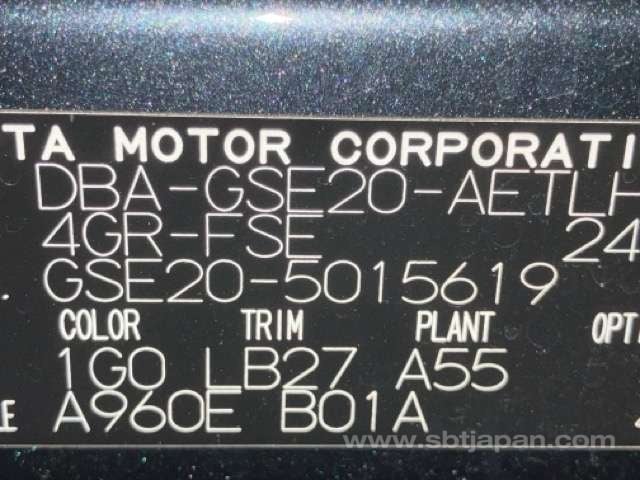 TA MOTOR CORPORATI
DBA-GSE20-AETLH
4GR-FSE 24
. GSE20-5015619
COLOR TRIM PLANT OPT
1G0 LB27 A55
LE A960E B01A
www.sbtjapan.com